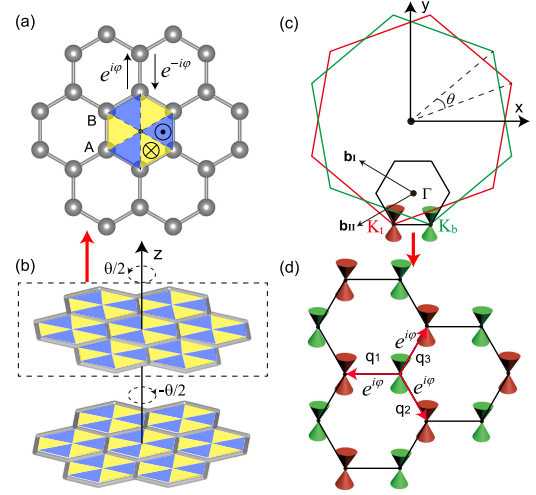 (a)
e^{iφ}
e^{-iφ}
B
A
(b)
z
θ/2
-θ/2
(c)
y
x
θ
b_I
Γ
b_II
K_t
K_b
(d)
e^{iφ}
q_1
q_3
e^{iφ}
e^{iφ}
q_2